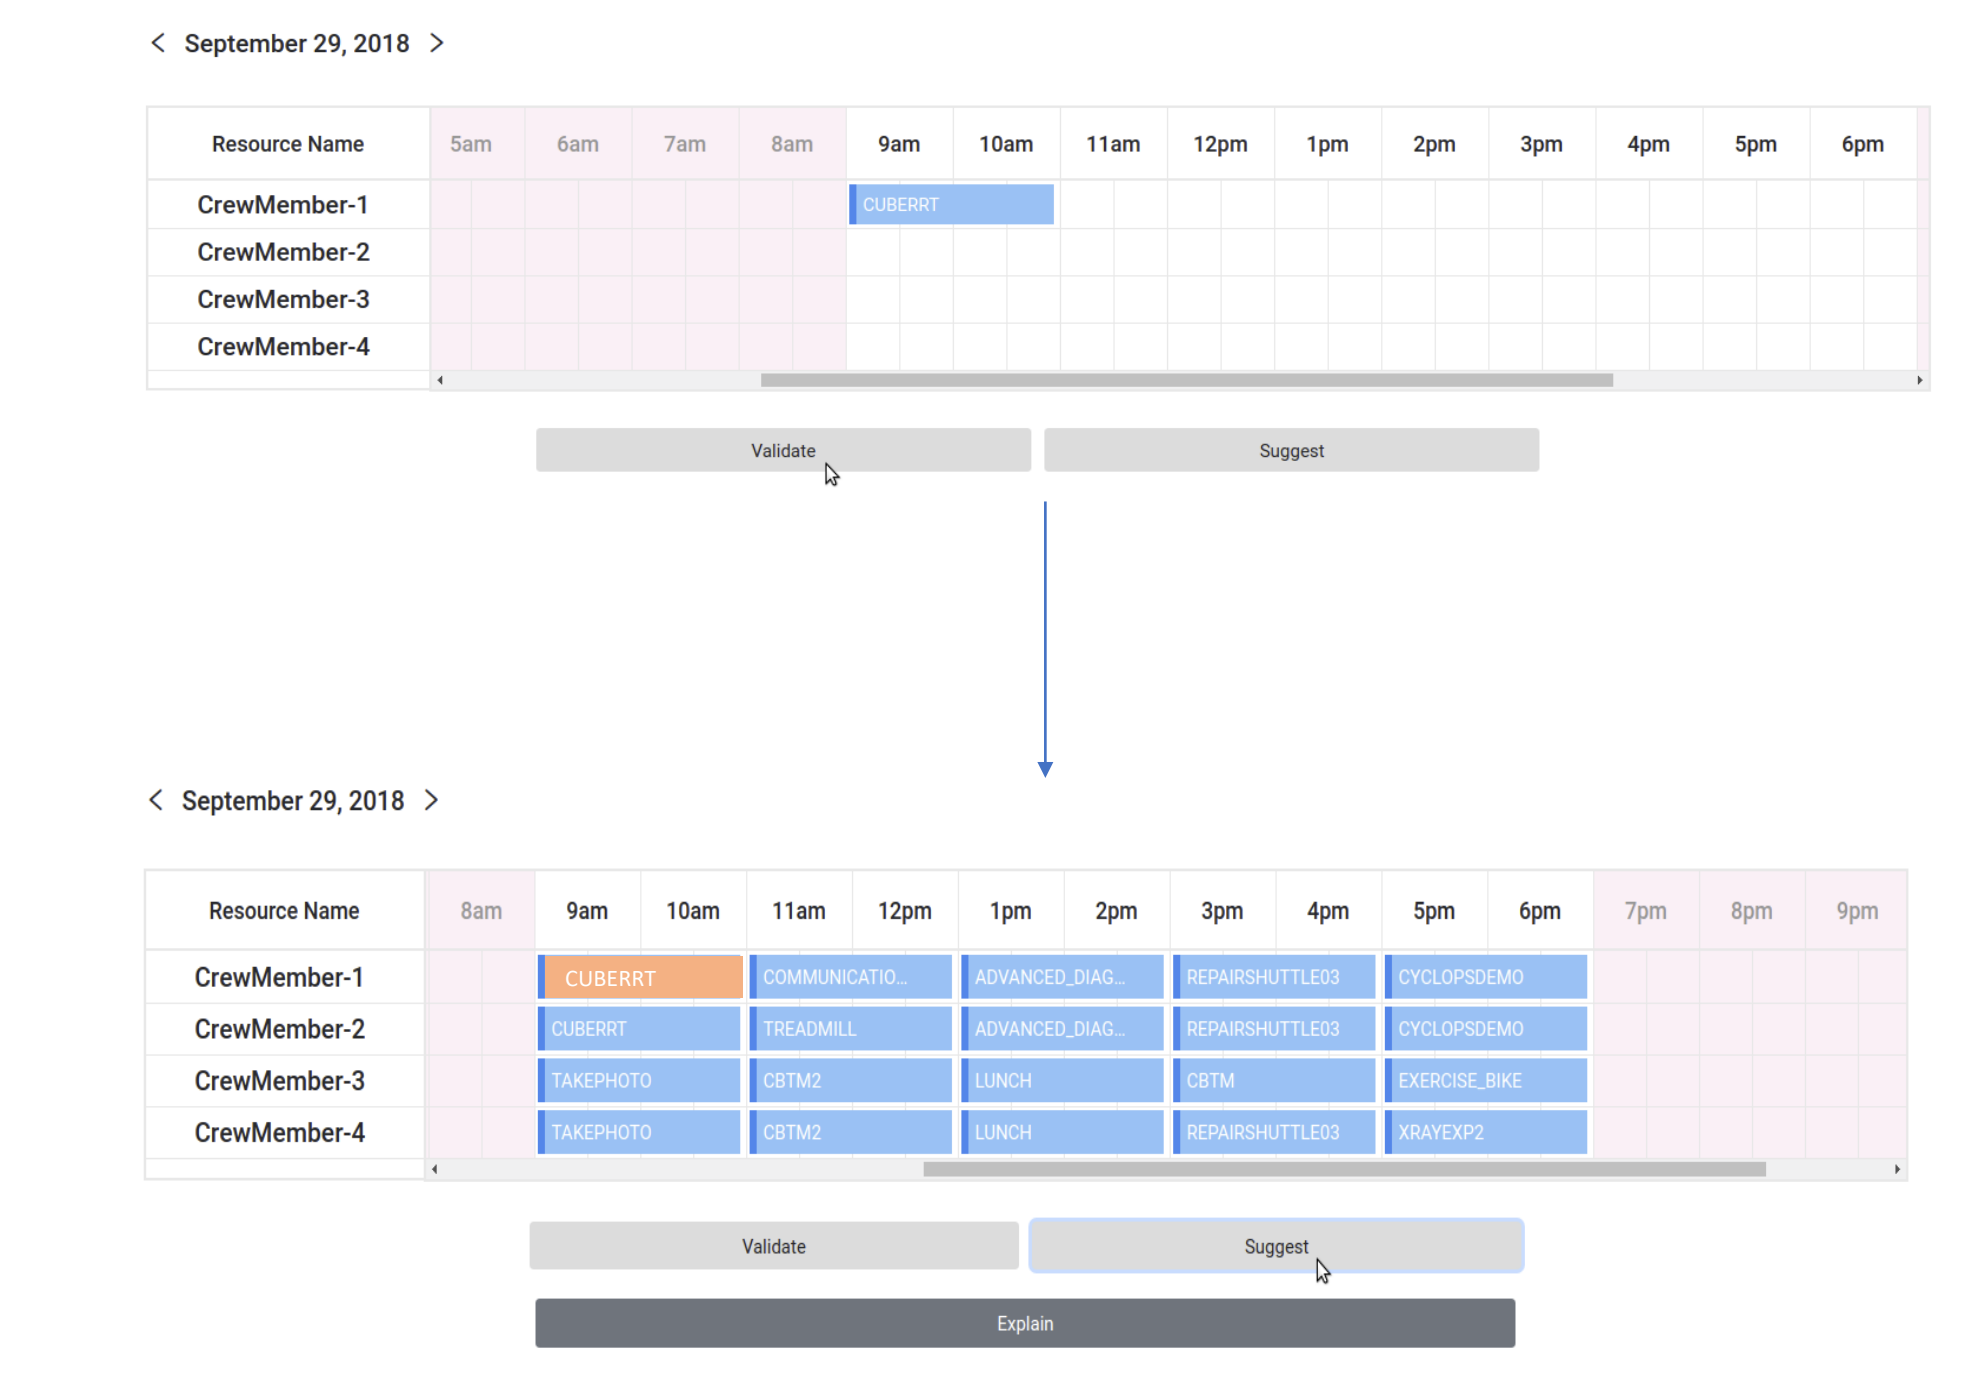 < September 29, 2018 >
Resource Name 5am 6am 7am 8am 9am 10am 11am 12pm 1pm 2pm 3pm 4pm 5pm 6pm
CrewMember-1 CUBERRT
CrewMember-2
CrewMember-3
CrewMember-4
Validate Suggest
< September 29, 2018 >
Resource Name 8am 9am 10am 11am 12pm 1pm 2pm 3pm 4pm 5pm 6pm 7pm 8pm 9pm
CrewMember-1 CUBERRT COMMUNICATIO... ADVANCED_DIAG... REPAIRSHUTTLE03 CYCLOPSDEMO
CrewMember-2 CUBERRT TREADMILL ADVANCED_DIAG... REPAIRSHUTTLE03 CYCLOPSDEMO
CrewMember-3 TAKEPHOTO CBTM2 LUNCH CBTM EXERCISE_BIKE
CrewMember-4 TAKEPHOTO CBTM2 LUNCH REPAIRSHUTTLE03 XRAYEXP2
Validate Suggest
Explain